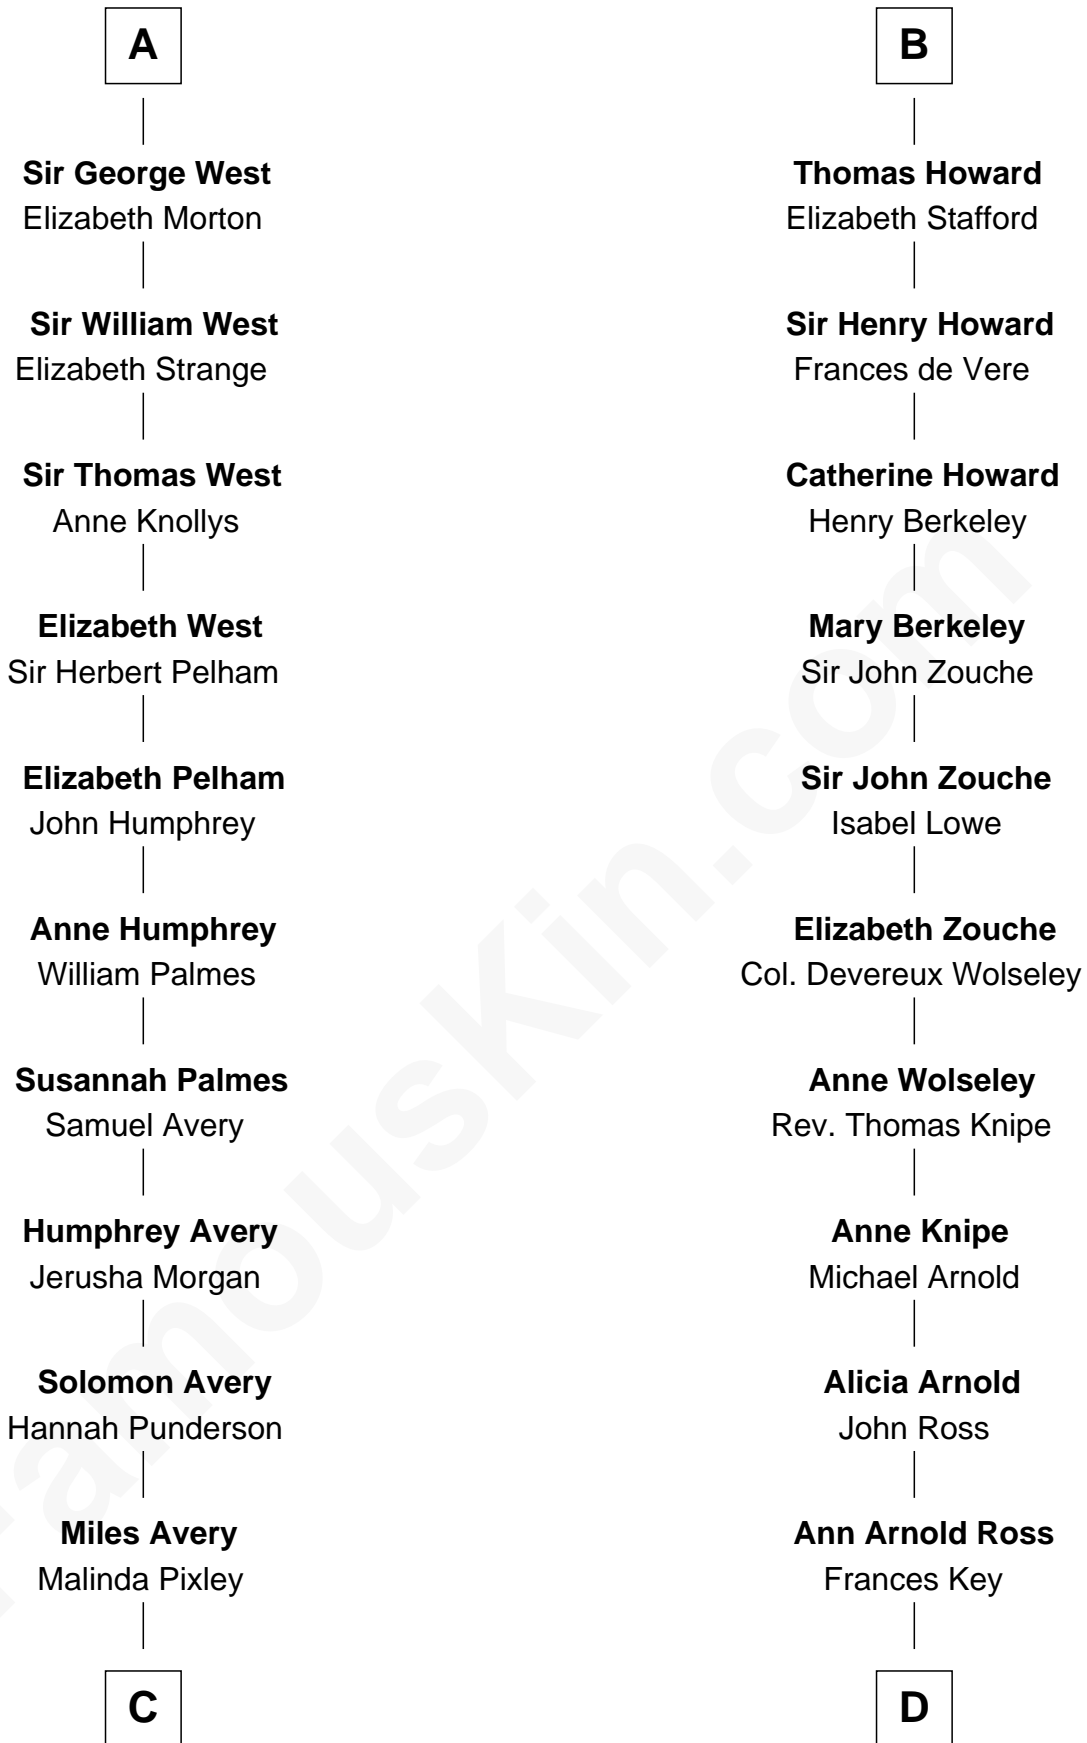 A
Sir George West
Elizabeth Morton
Sir William West
Elizabeth Strange
Sir Thomas West
Anne Knollys
Elizabeth West
Sir Herbert Pelham
Elizabeth Pelham
John Humphrey
Anne Humphrey
William Palmes
Susannah Palmes
Samuel Avery
Humphrey Avery
Jerusha Morgan
Solomon Avery
Hannah Punderson
Miles Avery
Malinda Pixley
C
B
Thomas Howard
Elizabeth Stafford
Sir Henry Howard
Frances de Vere
Catherine Howard
Henry Berkeley
Mary Berkeley
Sir John Zouche
Sir John Zouche
Isabel Lowe
Elizabeth Zouche
Col. Devereux Wolseley
Anne Wolseley
Rev. Thomas Knipe
Anne Knipe
Michael Arnold
Alicia Arnold
John Ross
Ann Arnold Ross
Frances Key
D
FamousKin.com